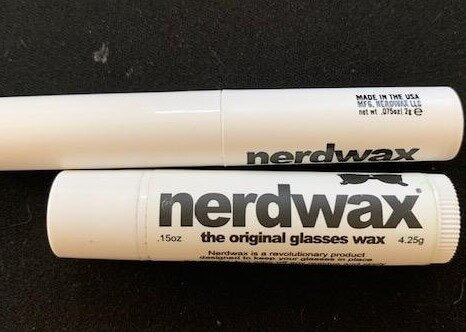 MADE IN THE USA
MFG. NERDWAX LLC
net wt .075oz| 2g ℮
nerdwax
nerdwax®
.15oz the original glasses wax 4.25g
Nerdwax is a revolutionary product
designed to keep your glasses in place